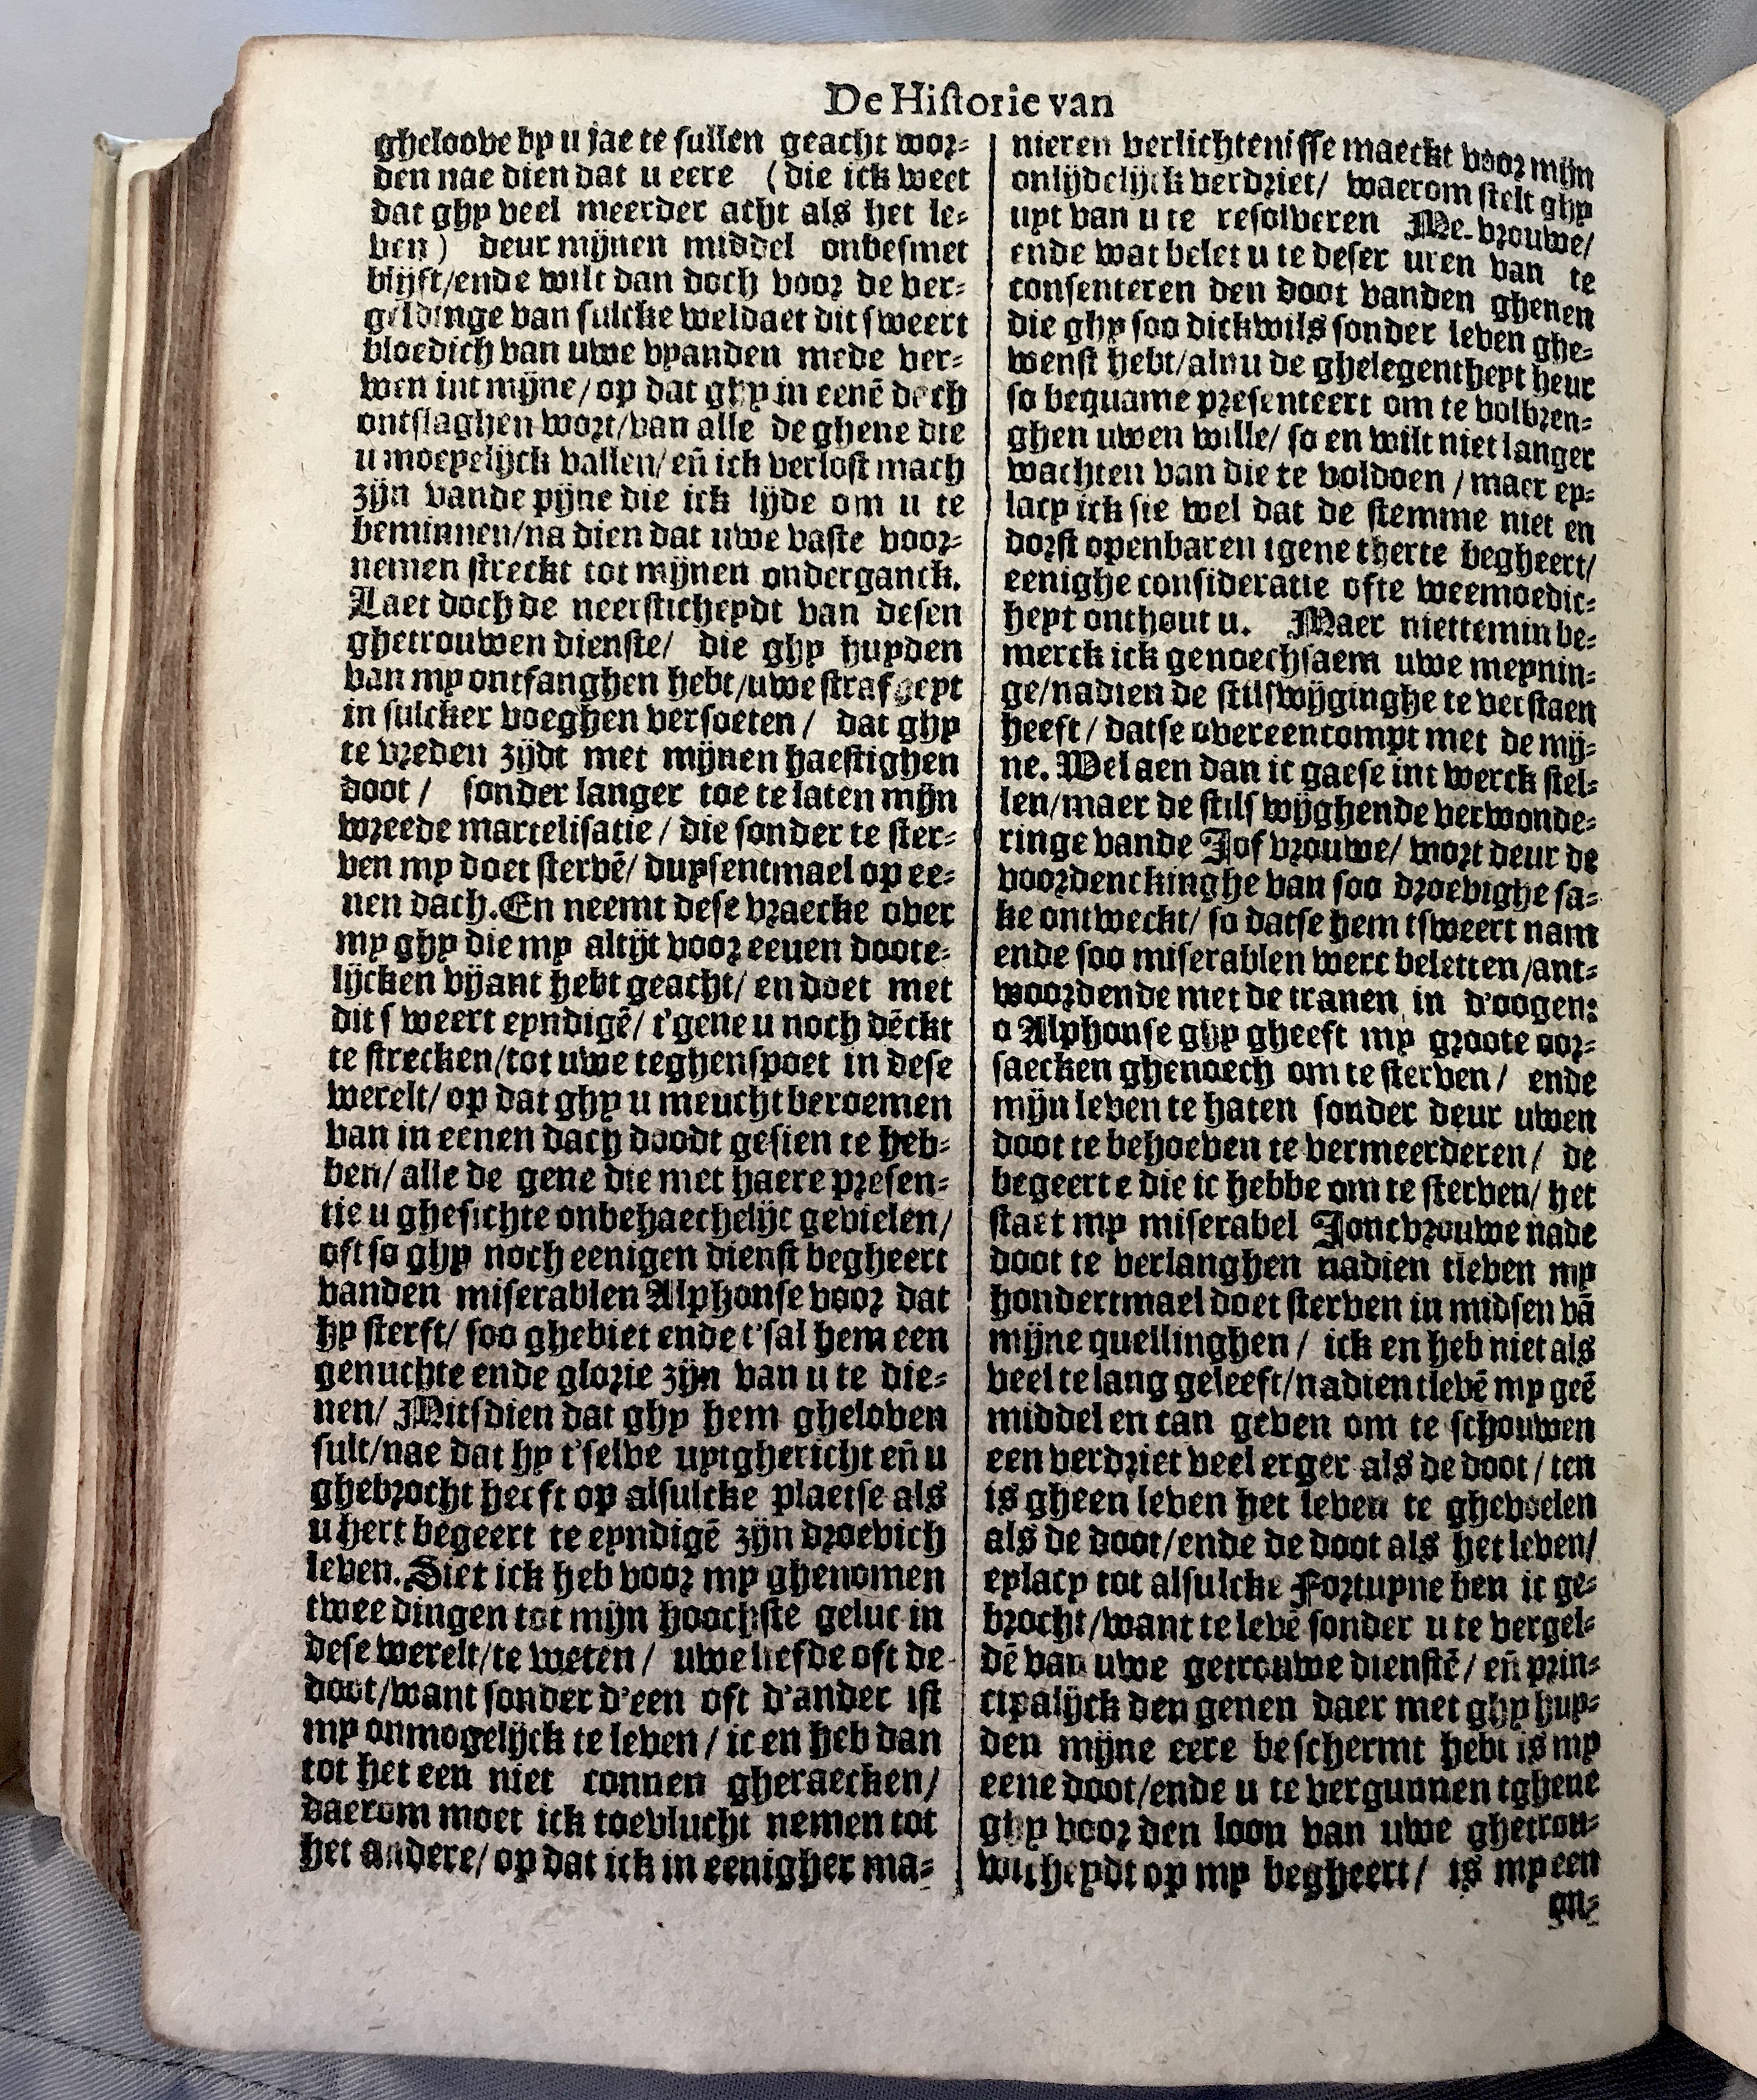 De Historie van
gheloove by u jae te sullen geacht wor-
den nae dien dat u eere (die ick weet
dat ghy veel meerder acht als het le-
ven) deur mijnen middel onbesmet
blijft/ende wilt dan doch voor de ver-
geldinge van sulcke weldaet dit sweert
bloedich van uwe vyanden mede ver-
wen int mijne/op dat ghy in eenē dach
ontslaghen wort/van alle de ghene die
u moeyelijck vallen/eñ ick verlost mach
zijn vande pijne die ick lijde om u te
beminnen/na dien dat uwe vaste voor-
nemen streckt tot mijnen onderganck.
Laet doch de neersticheydt van desen
ghetrouwen dienste/ die ghy huyden
van my ontfanghen hebt/uwe strafheyt
in sulcker voeghen versoeten/ dat ghy
te vreden zijdt met mijnen haestighen
doot/ sonder langer toe te laten mijn
wreede martelisatie/ die sonder te ster-
ven my doet stervē/ duysentmael op ee-
nen dach. En neemt dese vraecke over
my ghy die my altijt voor eenen doote-
lijcken vijant hebt geacht/ en doet met
dit sweert eyndigē/ t'gene u noch dēckt
te strecken/tot uwe teghenspoet in dese
werelt/ op dat ghy u meucht beroemen
van in eenen dach doodt gesien te heb-
ben/ alle de gene die met haere presen-
tie u ghesichte onbehaechelijc gevielen/
oft so ghy noch eenigen dienst begheert
vanden miserablen Alphonse voor dat
hy sterft/ soo ghebiet ende t'sal hem een
genuchte ende glorie zijn van u te die-
nen/ Mitsdien dat ghy hem gheloven
sult/nae dat hy t'selve uytghericht eñ u
ghebrocht heeft op alsulcke plaetse als
u hert begeert te eyndigē zijn droevich
leven. Siet ick heb voor my ghenomen
twee dingen tot mijn hoochste geluc in
dese werelt/te weten/ uwe liefde oft de
doot/want sonder d'een oft d'ander ist
my onmogelijck te leven/ ic en heb dan
tot het een niet connen gheraecken/
daerom moet ick toevlucht nemen tot
het andere/op dat ick in eenigher ma-
nieren verlichtenisse maeckt voor mijn
onlijdelijck verdriet/ waerom stelt ghy
uyt van u te resolveren Me-vrouwe/
ende wat belet u te deser uren van te
consenteren den doot vanden ghenen
die ghy soo dickwils sonder leven ghe-
wenst hebt/alnu de ghelegentheyt heur
so bequame presenteert om te volbren-
ghen uwen wille/ so en wilt niet langer
wachten van die te voldoen/maer ey-
lacy ick sie wel dat de stemme niet en
dorst openbaren tgene therte begheert/
eenighe consideratie ofte weemoedic-
heyt onthout u. Maer niettemin be-
merck ick genoechsaem uwe meynin-
ge/nadien de stilswijginghe te verstaen
heeft/ datse overeencompt met de mij-
ne. Wel aen dan ic gaese int werck stel-
len/maer de stilswijghende verwonde-
ringe vande Jofvrouwe/ wort deur de
voordenckinghe van soo droevighe sa-
ke ontweckt/ so datse hem tsweert nam
ende soo miserablen werc beletten/ant-
woordende met de tranen in d'oogen:
o Alphonse ghy gheeft my groote oor-
saecken ghenoech om te sterven/ ende
mijn leven te haten sonder deur uwen
doot te behoeven te vermeerderen/ de
begeerte die ic hebbe om te sterven/ het
staet my miserabel Joncvrouwe nade
doot te verlanghen nadien tleven my
hondertmael doet sterven in midsen vā
mijne quellinghen/ ick en heb niet als
veel te lang geleeft/nadien tlevē my geē
middel en can geven om te schouwen
een verdriet veel erger als de doot/ ten
is gheen leven het leven te ghevoelen
als de doot/ende de doot als het leven/
eylacy tot alsulcke Fortuyne ben ic ge-
brocht/want te levē sonder u te vergel-
dē van uwe getrouwe dienstē/ eñ prin-
cipalijck den genen daer met ghy huy-
den mijne eere beschermt hebt is my
eene doot/ende u te vergunnen tghene
ghy voor den loon van uwe ghetrou-
wicheydt op my begheert/ is my een
on-